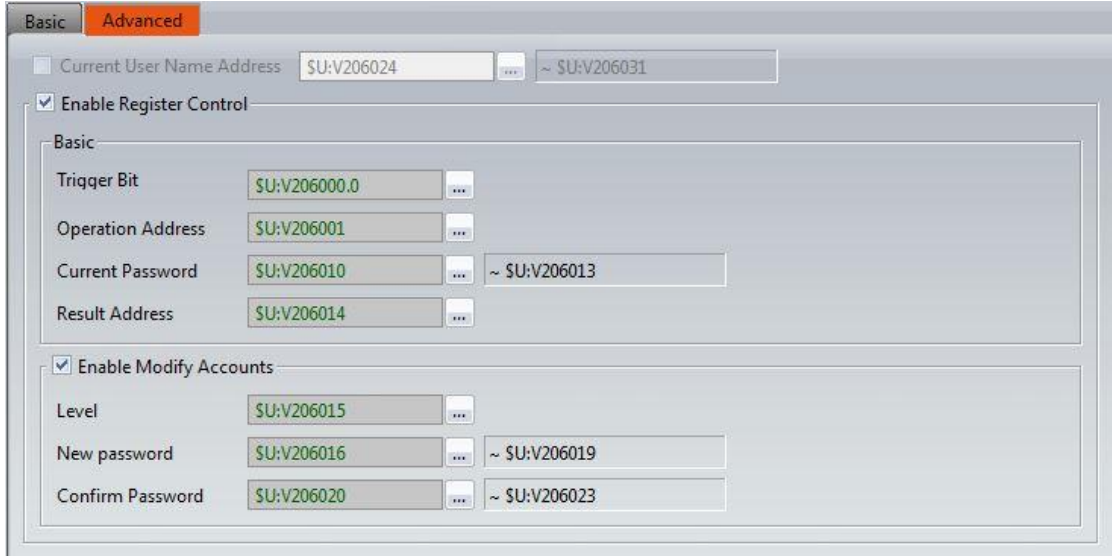 Basic Advanced
Current User Name Address $U:V206024 ... ~ $U:V206031
Enable Register Control
Basic
Trigger Bit $U:V206000.0 ...
Operation Address $U:V206001 ...
Current Password $U:V206010 ... ~ $U:V206013
Result Address $U:V206014 ...
Enable Modify Accounts
Level $U:V206015 ...
New password $U:V206016 ... ~ $U:V206019
Confirm Password $U:V206020 ... ~ $U:V206023